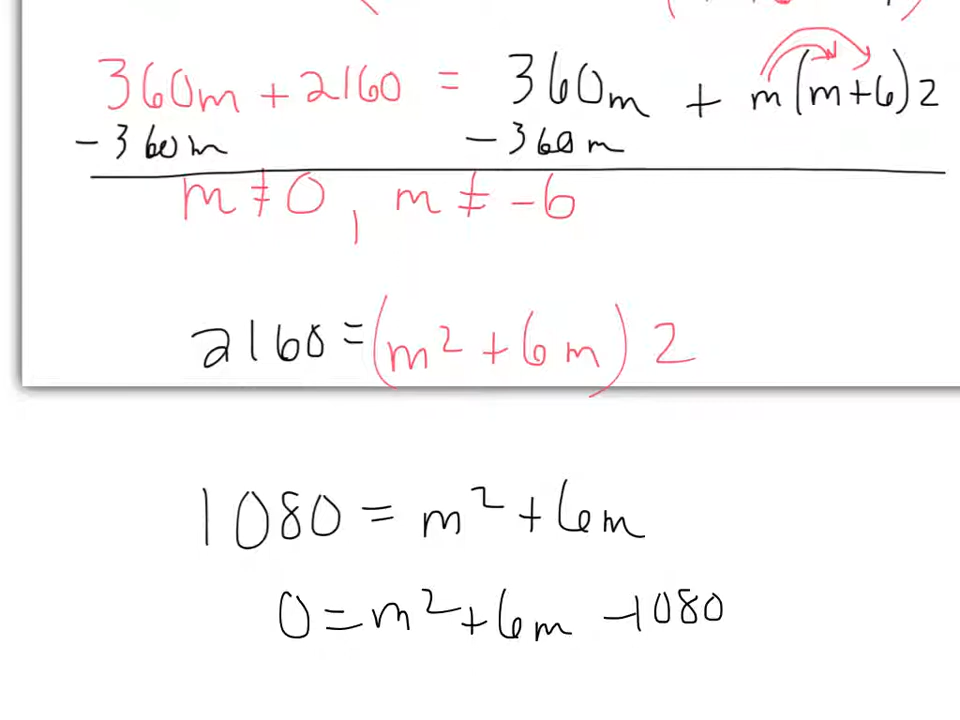 360m + 2160 = 360m + m(m+6)2
- 360m - 360m
m ≠ 0, m ≠ -6
2160 = (m² + 6m) 2
1080 = m² + 6m
0 = m² + 6m - 1080